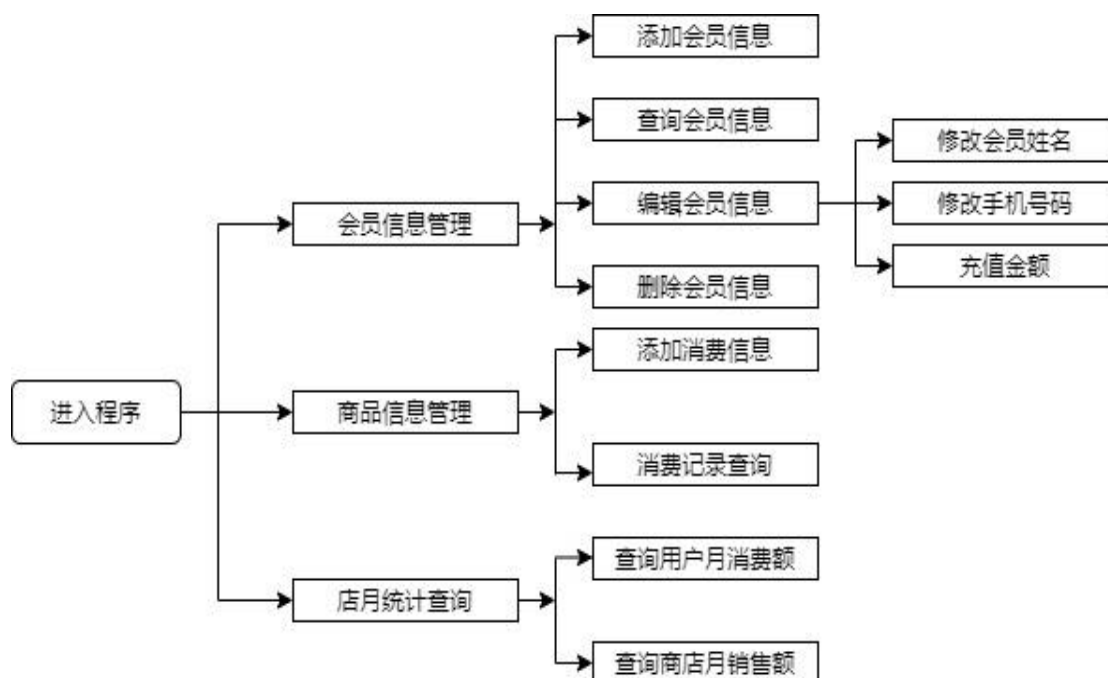 添加会员信息
查询会员信息
修改会员姓名
会员信息管理
编辑会员信息
修改手机号码
充值金额
删除会员信息
添加消费信息
进入程序
商品信息管理
消费记录查询
查询用户月消费额
店月统计查询
查询商店月销售额